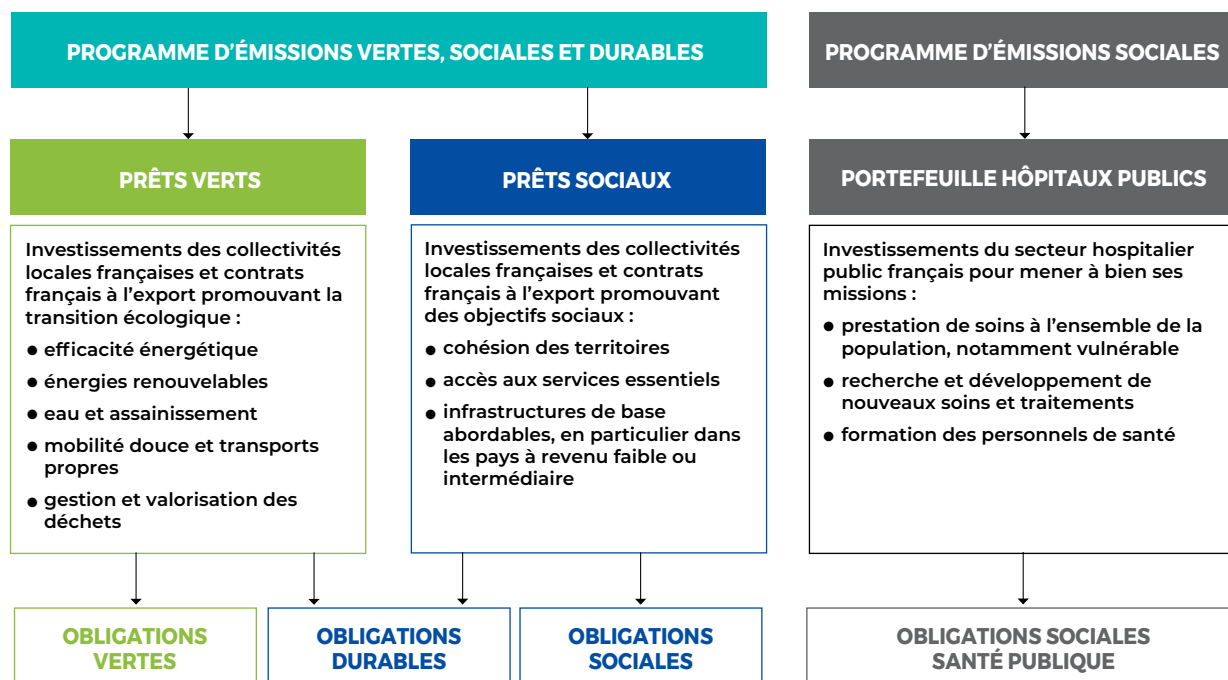 PROGRAMME D’ÉMISSIONS VERTES, SOCIALES ET DURABLES
PROGRAMME D’ÉMISSIONS SOCIALES
PRÊTS VERTS
Investissements des collectivités
locales françaises et contrats
français à l’export promouvant la
transition écologique :
● efficacité énergétique
● énergies renouvelables
● eau et assainissement
● mobilité douce et transports
propres
● gestion et valorisation des
déchets
PRÊTS SOCIAUX
Investissements des collectivités
locales françaises et contrats
français à l’export promouvant
des objectifs sociaux :
● cohésion des territoires
● accès aux services essentiels
● infrastructures de base
abordables, en particulier dans
les pays à revenu faible ou
intermédiaire
PORTEFEUILLE HÔPITAUX PUBLICS
Investissements du secteur hospitalier
public français pour mener à bien ses
missions :
● prestation de soins à l’ensemble de la
population, notamment vulnérable
● recherche et développement de
nouveaux soins et traitements
● formation des personnels de santé
OBLIGATIONS
VERTES
OBLIGATIONS
DURABLES
OBLIGATIONS
SOCIALES
OBLIGATIONS SOCIALES
SANTÉ PUBLIQUE